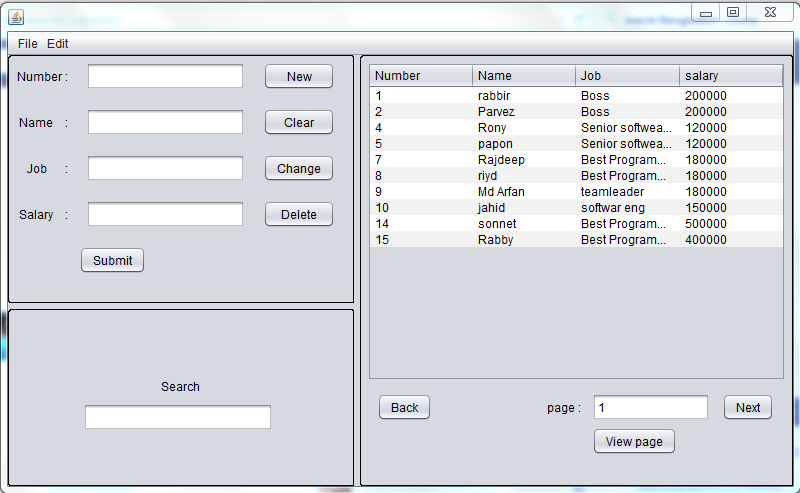 File Edit
Number :
New
Name :
Clear
Job :
Change
Salary :
Delete
Submit
Search
Number Name Job salary
1 rabbir Boss 200000
2 Parvez Boss 200000
4 Rony Senior softwea... 120000
5 papon Senior softwea... 120000
7 Rajdeep Best Program... 180000
8 riyd Best Program... 180000
9 Md Arfan teamleader 180000
10 jahid softwar eng 150000
14 sonnet Best Program... 500000
15 Rabby Best Program... 400000
Back page : 1 Next
View page